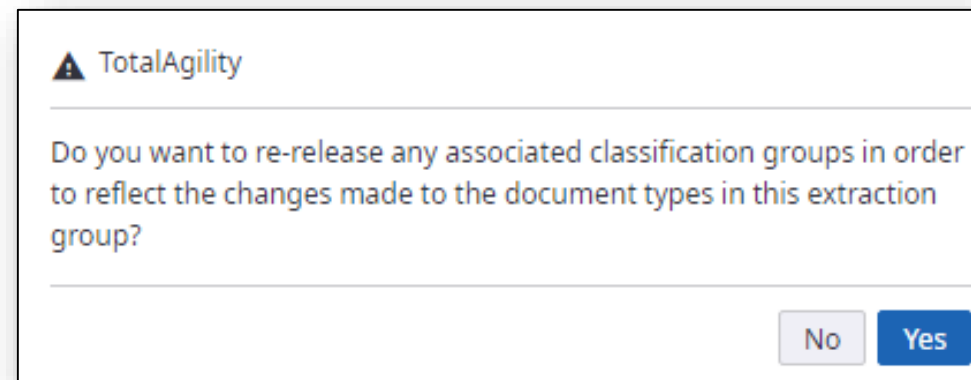 TotalAgility
Do you want to re-release any associated classification groups in order
to reflect the changes made to the document types in this extraction
group?
No
Yes